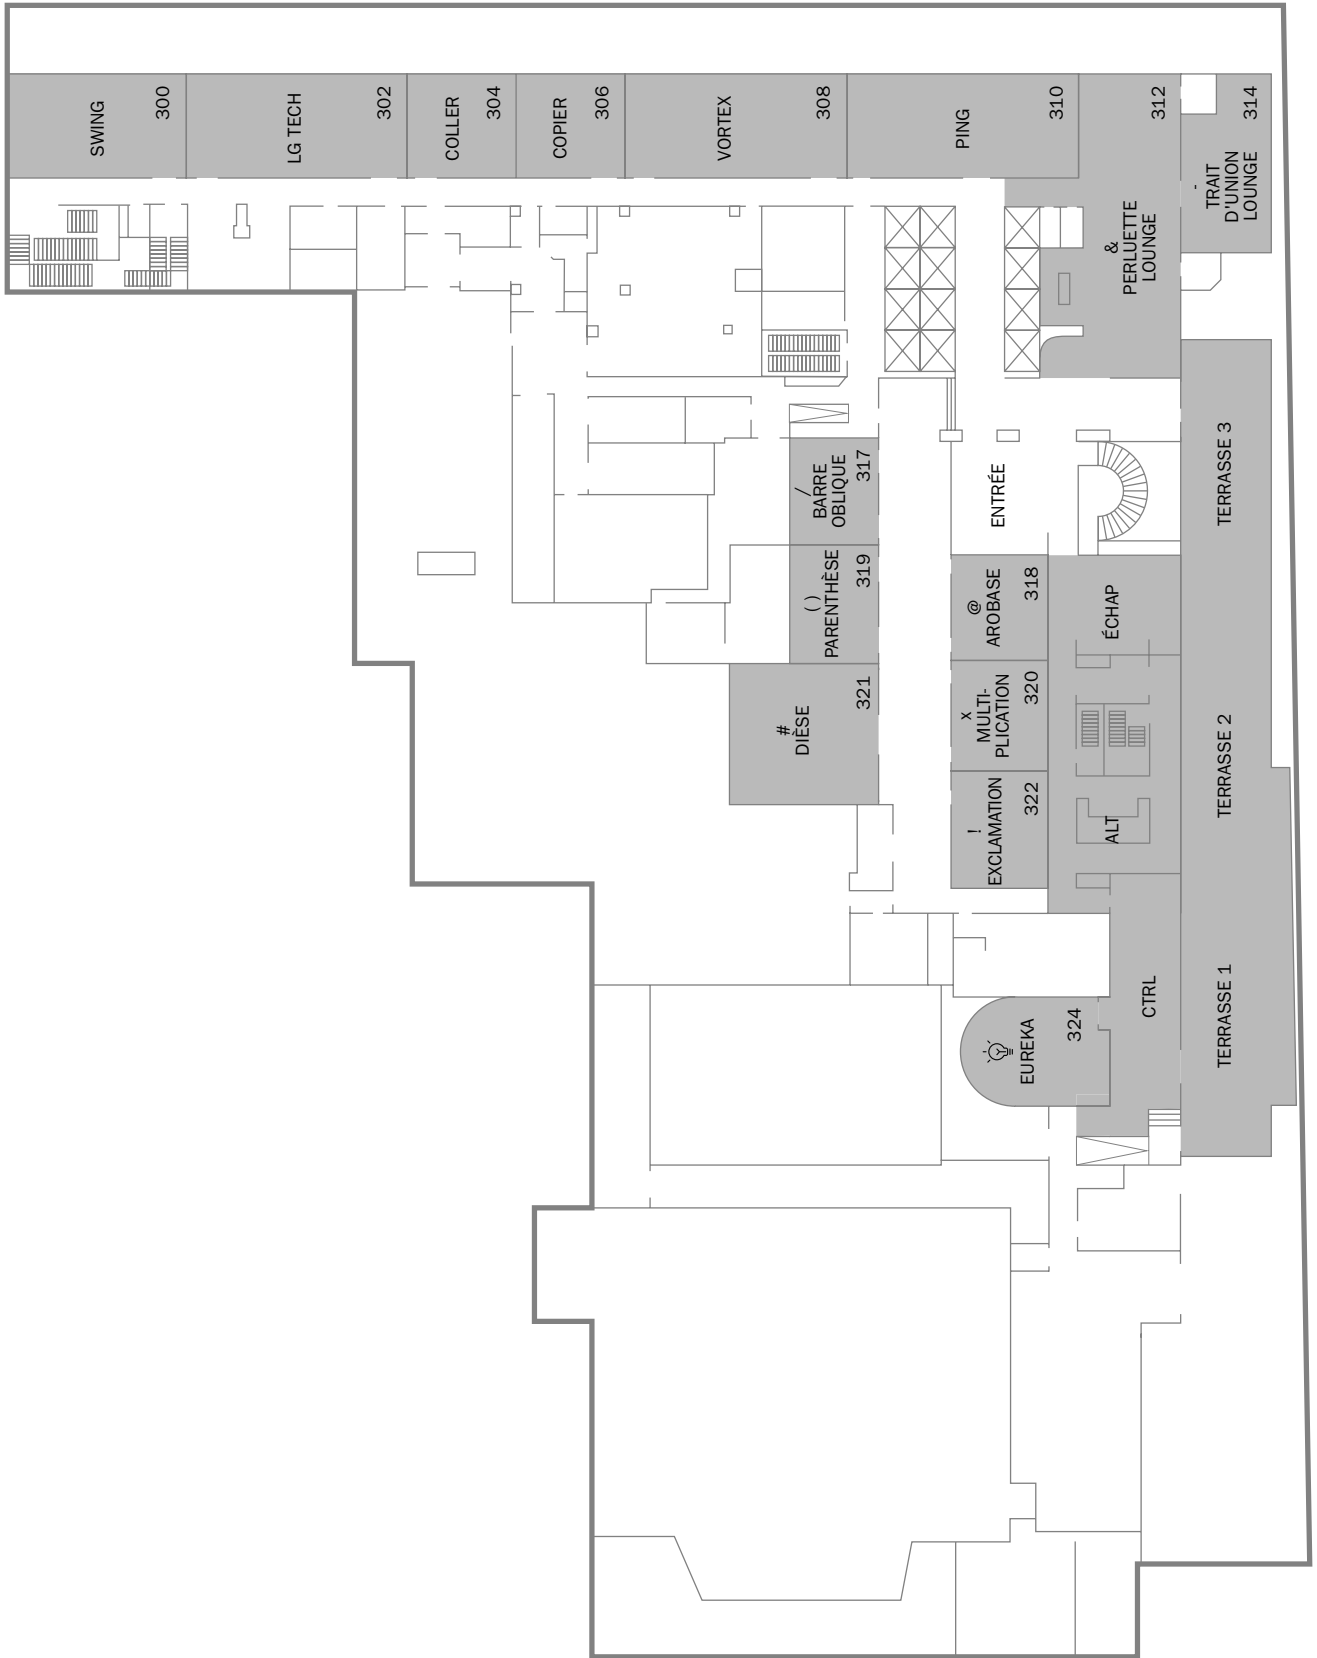 SWING
300
LG TECH
302
COLLER
304
COPIER
306
VORTEX
308
PING
310
&
PERLUETTE
LOUNGE
312
-
TRAIT
D'UNION
LOUNGE
314
/
BARRE
OBLIQUE
317
( )
PARENTHÈSE
319
#
DIÈSE
321
ENTRÉE
@
AROBASE
318
x
MULTI-
PLICATION
320
!
EXCLAMATION
322
ÉCHAP
ALT
CTRL
EUREKA
324
TERRASSE 3
TERRASSE 2
TERRASSE 1